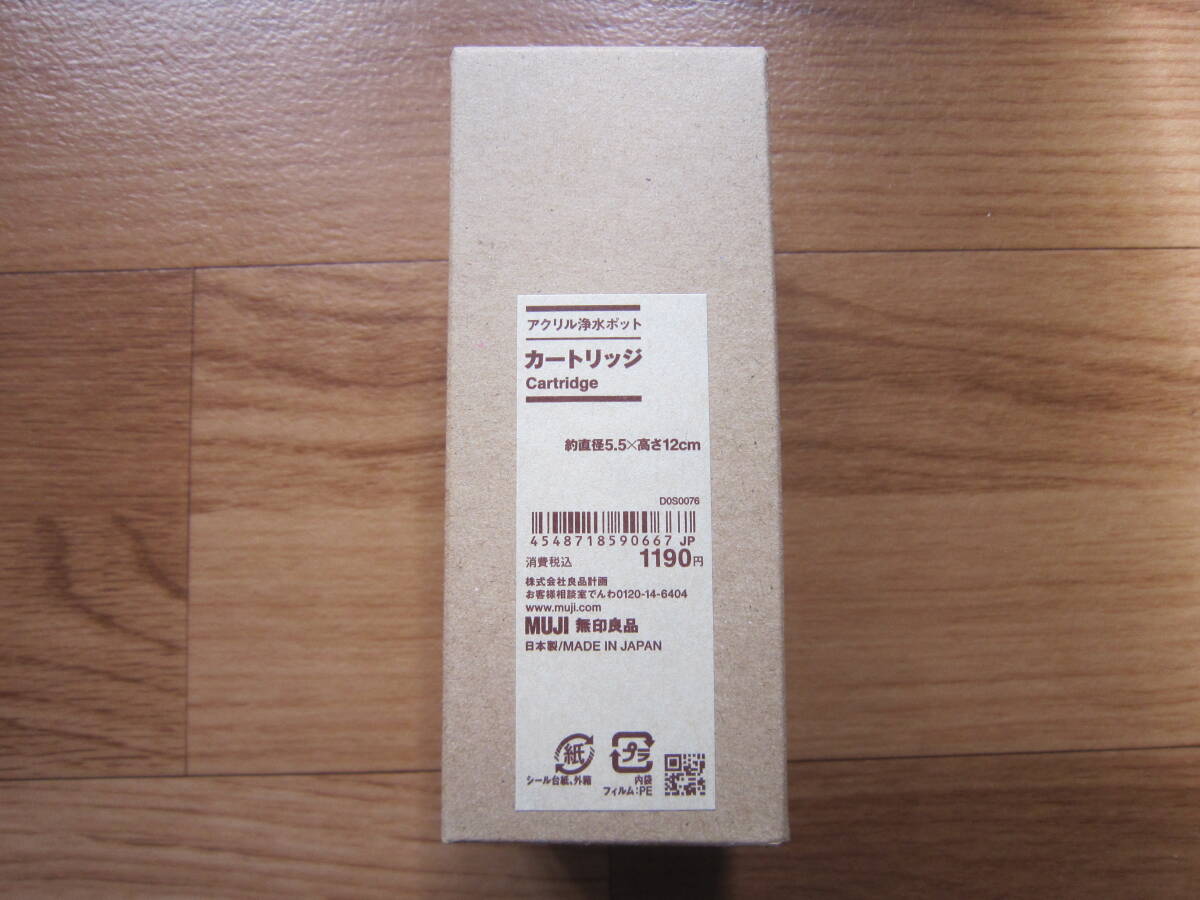 アクリル浄水ポット
カートリッジ
Cartridge
約直径5.5×高さ12cm
D0S0076
4548718590667 JP
消費税込 1190円
株式会社良品計画
お客様相談室でんわ0120-14-6404
www.muji.com
MUJI 無印良品
日本製/MADE IN JAPAN
紙 プラ
シール台紙、外箱 内袋
フィルム:PE